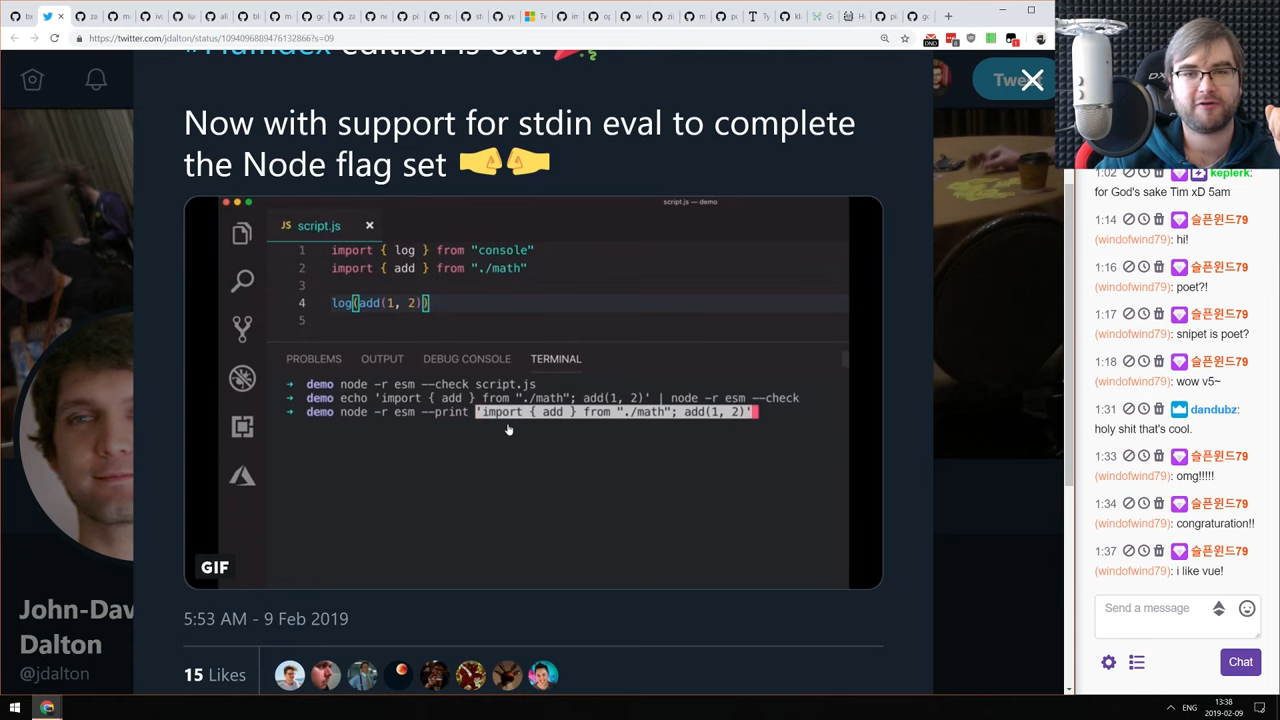 https://twitter.com/jdalton/status/1094096889476132866?s=09
DND
Tweet
Now with support for stdin eval to complete
the Node flag set
script.js — demo
JS script.js
1 import { log } from "console"
2 import { add } from "./math"
3
4 log(add(1, 2))
5
PROBLEMS OUTPUT DEBUG CONSOLE TERMINAL
demo node -r esm --check script.js
demo echo 'import { add } from "./math"; add(1, 2)' | node -r esm --check
demo node -r esm --print 'import { add } from "./math"; add(1, 2)'
GIF
5:53 AM - 9 Feb 2019
15 Likes
John-Dav
Dalton
@jdalton
1:02 keplerk:
for God's sake Tim xD 5am
1:14 슬픈윈드79
(windofwind79): hi!
1:16 슬픈윈드79
(windofwind79): poet?!
1:17 슬픈윈드79
(windofwind79): snipet is poet?
1:18 슬픈윈드79
(windofwind79): wow v5~
1:31 dandubz:
holy shit that's cool.
1:33 슬픈윈드79
(windofwind79): omg!!!!!
1:34 슬픈윈드79
(windofwind79): congraturation!!
1:37 슬픈윈드79
(windofwind79): i like vue!
Send a message
Chat
ENG
13:38
2019-02-09